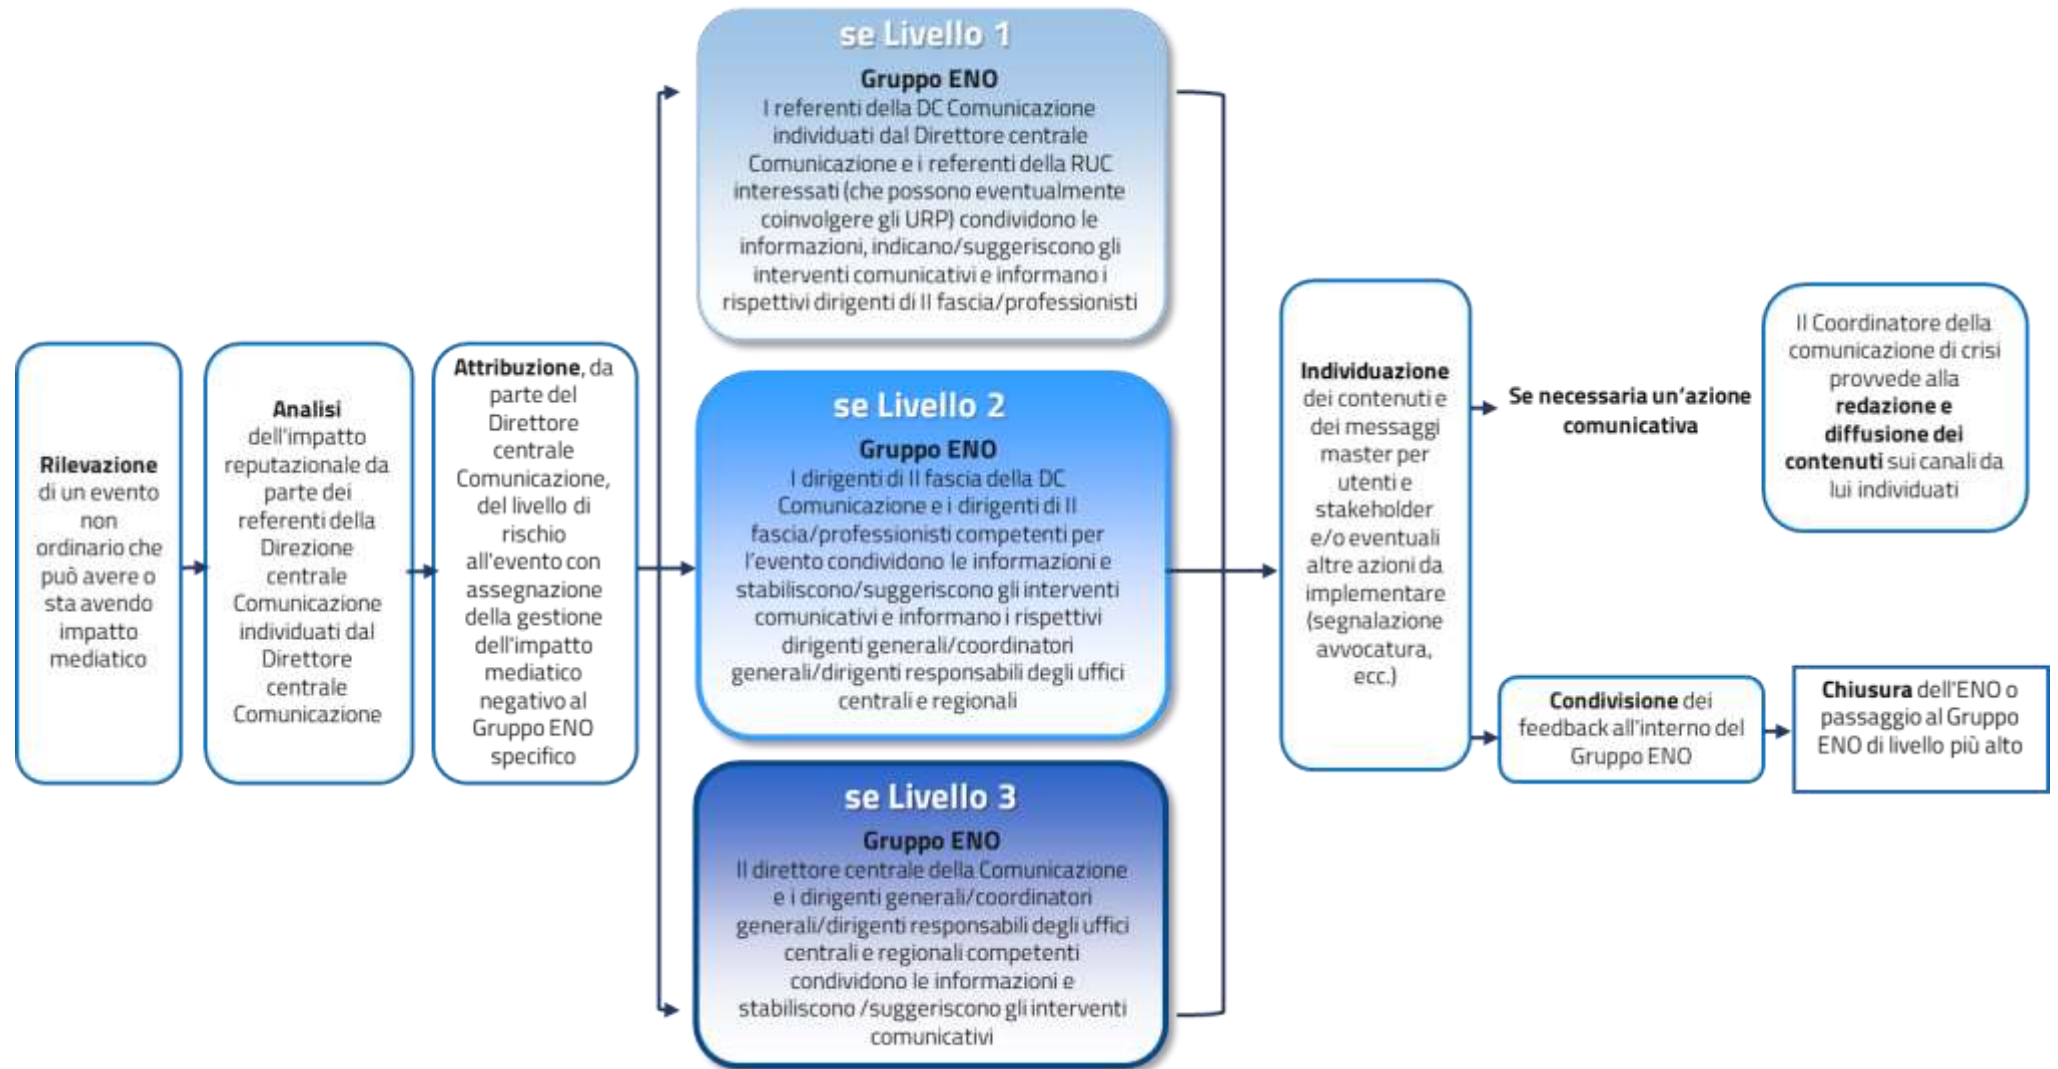 Rilevazione
di un evento
non
ordinario che
può avere o
sta avendo
impatto
mediatico
Analisi
dell'impatto
reputazionale da
parte dei
referenti della
Direzione
centrale
Comunicazione
individuati dal
Direttore
centrale
Comunicazione
Attribuzione, da
parte del
Direttore
centrale
Comunicazione,
del livello di
rischio
all'evento con
assegnazione
della gestione
dell'impatto
mediatico
negativo al
Gruppo ENO
specifico
se Livello 1
Gruppo ENO
I referenti della DC Comunicazione
individuati dal Direttore centrale
Comunicazione e i referenti della RUC
interessati (che possono eventualmente
coinvolgere gli URP) condividono le
informazioni, indicano/suggeriscono gli
interventi comunicativi e informano i
rispettivi dirigenti di II fascia/professionisti
se Livello 2
Gruppo ENO
I dirigenti di II fascia della DC
Comunicazione e i dirigenti di II
fascia/professionisti competenti per
l'evento condividono le informazioni e
stabiliscono/suggeriscono gli interventi
comunicativi e informano i rispettivi
dirigenti generali/coordinatori
generali/dirigenti responsabili degli uffici
centrali e regionali
se Livello 3
Gruppo ENO
Il direttore centrale della Comunicazione
e i dirigenti generali/coordinatori
generali/dirigenti responsabili degli uffici
centrali e regionali competenti
condividono le informazioni e
stabiliscono /suggeriscono gli interventi
comunicativi
Individuazione
dei contenuti e
dei messaggi
master per
utenti e
stakeholder
e/o eventuali
altre azioni da
implementare
(segnalazione
avvocatura,
ecc.)
Se necessaria un'azione
comunicativa
Il Coordinatore della
comunicazione di crisi
provvede alla
redazione e
diffusione dei
contenuti sui canali da
lui individuati
Condivisione dei
feedback all'interno del
Gruppo ENO
Chiusura dell'ENO o
passaggio al Gruppo
ENO di livello più alto